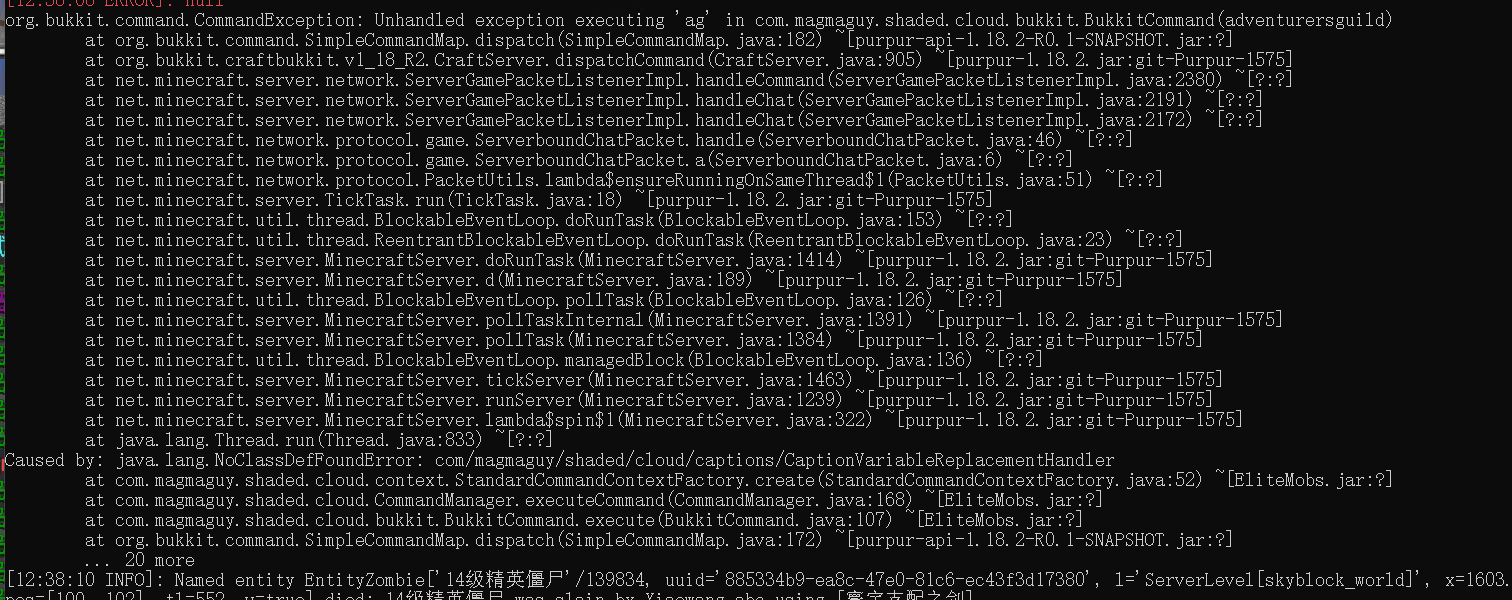 [12:38:06 ERROR]: null
org.bukkit.command.CommandException: Unhandled exception executing 'ag' in com.magmaguy.shaded.cloud.bukkit.BukkitCommand(adventurersguild)
at org.bukkit.command.SimpleCommandMap.dispatch(SimpleCommandMap.java:182) ~[purpur-api-1.18.2-R0.1-SNAPSHOT.jar:?]
at org.bukkit.craftbukkit.v1_18_R2.CraftServer.dispatchCommand(CraftServer.java:905) ~[purpur-1.18.2.jar:git-Purpur-1575]
at net.minecraft.server.network.ServerGamePacketListenerImpl.handleCommand(ServerGamePacketListenerImpl.java:2380) ~[?:?]
at net.minecraft.server.network.ServerGamePacketListenerImpl.handleChat(ServerGamePacketListenerImpl.java:2191) ~[?:?]
at net.minecraft.server.network.ServerGamePacketListenerImpl.handleChat(ServerGamePacketListenerImpl.java:2172) ~[?:?]
at net.minecraft.network.protocol.game.ServerboundChatPacket.handle(ServerboundChatPacket.java:46) ~[?:?]
at net.minecraft.network.protocol.game.ServerboundChatPacket.a(ServerboundChatPacket.java:6) ~[?:?]
at net.minecraft.network.protocol.PacketUtils.lambda$ensureRunningOnSameThread$1(PacketUtils.java:51) ~[?:?]
at net.minecraft.server.TickTask.run(TickTask.java:18) ~[purpur-1.18.2.jar:git-Purpur-1575]
at net.minecraft.util.thread.BlockableEventLoop.doRunTask(BlockableEventLoop.java:153) ~[?:?]
at net.minecraft.util.thread.ReentrantBlockableEventLoop.doRunTask(ReentrantBlockableEventLoop.java:23) ~[?:?]
at net.minecraft.server.MinecraftServer.doRunTask(MinecraftServer.java:1414) ~[purpur-1.18.2.jar:git-Purpur-1575]
at net.minecraft.server.MinecraftServer.d(MinecraftServer.java:189) ~[purpur-1.18.2.jar:git-Purpur-1575]
at net.minecraft.util.thread.BlockableEventLoop.pollTask(BlockableEventLoop.java:126) ~[?:?]
at net.minecraft.server.MinecraftServer.pollTaskInternal(MinecraftServer.java:1391) ~[purpur-1.18.2.jar:git-Purpur-1575]
at net.minecraft.server.MinecraftServer.pollTask(MinecraftServer.java:1384) ~[purpur-1.18.2.jar:git-Purpur-1575]
at net.minecraft.util.thread.BlockableEventLoop.managedBlock(BlockableEventLoop.java:136) ~[?:?]
at net.minecraft.server.MinecraftServer.tickServer(MinecraftServer.java:1463) ~[purpur-1.18.2.jar:git-Purpur-1575]
at net.minecraft.server.MinecraftServer.runServer(MinecraftServer.java:1239) ~[purpur-1.18.2.jar:git-Purpur-1575]
at net.minecraft.server.MinecraftServer.lambda$spin$1(MinecraftServer.java:322) ~[purpur-1.18.2.jar:git-Purpur-1575]
at java.lang.Thread.run(Thread.java:833) ~[?:?]
Caused by: java.lang.NoClassDefFoundError: com/magmaguy/shaded/cloud/captions/CaptionVariableReplacementHandler
at com.magmaguy.shaded.cloud.context.StandardCommandContextFactory.create(StandardCommandContextFactory.java:52) ~[EliteMobs.jar:?]
at com.magmaguy.shaded.cloud.CommandManager.executeCommand(CommandManager.java:168) ~[EliteMobs.jar:?]
at com.magmaguy.shaded.cloud.bukkit.BukkitCommand.execute(BukkitCommand.java:107) ~[EliteMobs.jar:?]
at org.bukkit.command.SimpleCommandMap.dispatch(SimpleCommandMap.java:172) ~[purpur-api-1.18.2-R0.1-SNAPSHOT.jar:?]
... 20 more
[12:38:10 INFO]: Named entity EntityZombie['14级精英僵尸'/139834, uuid='885334b9-ea8c-47e0-81c6-ec43f3d17380', l='ServerLevel[skyblock_world]', x=1603.